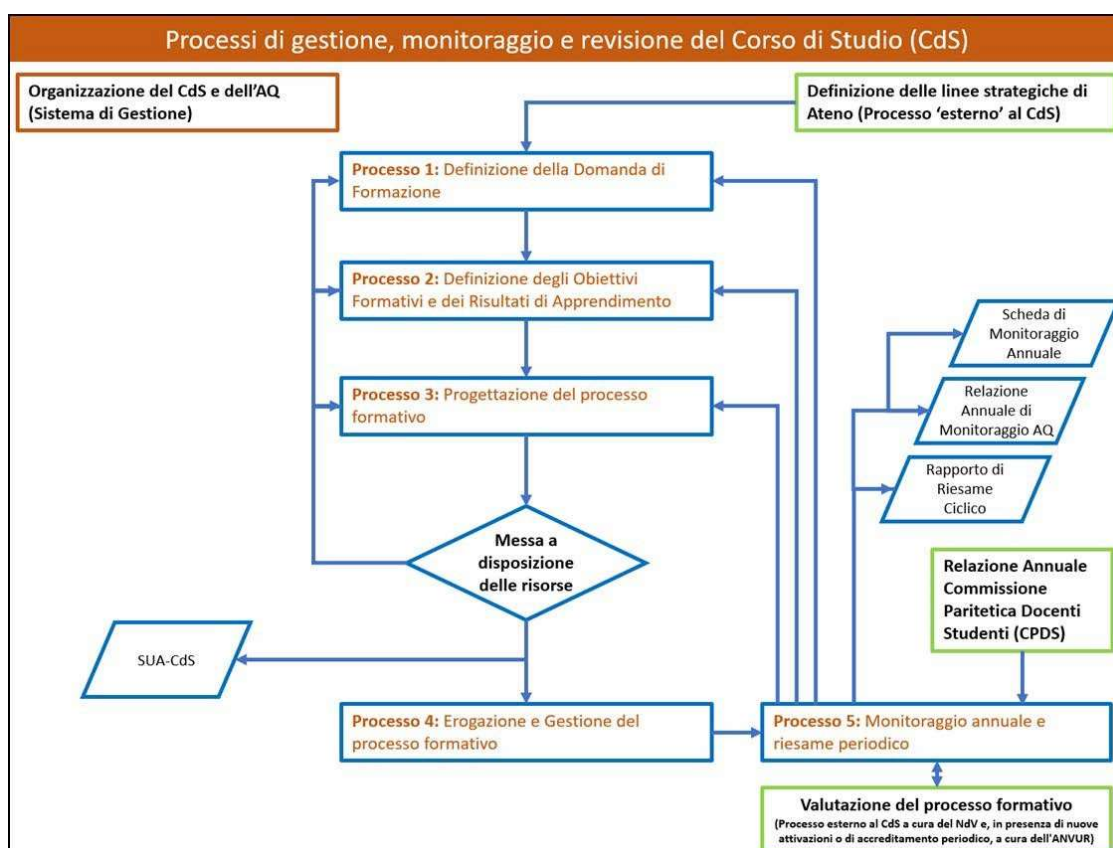 Processi di gestione, monitoraggio e revisione del Corso di Studio (CdS)
Organizzazione del CdS e dell'AQ
(Sistema di Gestione)
Definizione delle linee strategiche di
Ateno (Processo 'esterno' al CdS)
Processo 1: Definizione della Domanda di
Formazione
Processo 2: Definizione degli Obiettivi
Formativi e dei Risultati di Apprendimento
Scheda di
Monitoraggio
Annuale
Processo 3: Progettazione del processo
formativo
Relazione
Annuale di
Monitoraggio AQ
Rapporto di
Riesame
Ciclico
Messa a
disposizione
delle risorse
Relazione Annuale
Commissione
Paritetica Docenti
Studenti (CPDS)
SUA-CdS
Processo 4: Erogazione e Gestione del
processo formativo
Processo 5: Monitoraggio annuale e
riesame periodico
Valutazione del processo formativo
(Processo esterno al CdS a cura del NdV e, in presenza di nuove
attivazioni o di accreditamento periodico, a cura dell'ANVUR)